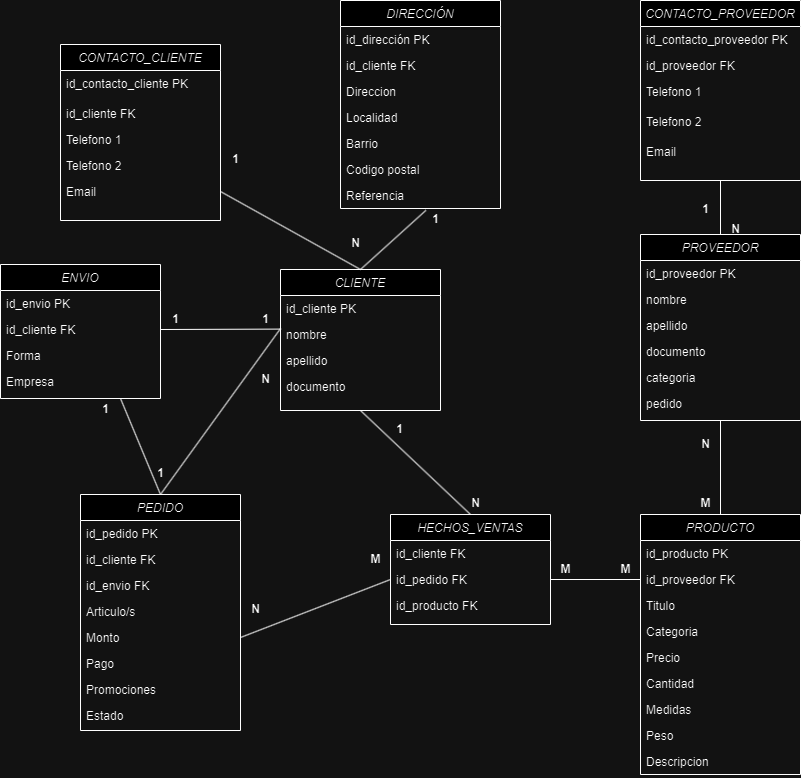 DIRECCIÓN
id_dirección PK
id_cliente FK
Direccion
Localidad
Barrio
Codigo postal
Referencia
CONTACTO_PROVEEDOR
id_contacto_proveedor PK
id_proveedor FK
Telefono 1
Telefono 2
Email
CONTACTO_CLIENTE
id_contacto_cliente PK
id_cliente FK
Telefono 1
Telefono 2
Email
1
N
1
1
N
ENVIO
id_envio PK
id_cliente FK
Forma
Empresa
1
1
N
1
1
CLIENTE
id_cliente PK
nombre
apellido
documento
1
N
PROVEEDOR
id_proveedor PK
nombre
apellido
documento
categoria
pedido
N
M
PEDIDO
id_pedido PK
id_cliente FK
id_envio FK
Articulo/s
Monto
Pago
Promociones
Estado
N
M
HECHOS_VENTAS
id_cliente FK
id_pedido FK
id_producto FK
M
M
PRODUCTO
id_producto PK
id_proveedor FK
Titulo
Categoria
Precio
Cantidad
Medidas
Peso
Descripcion